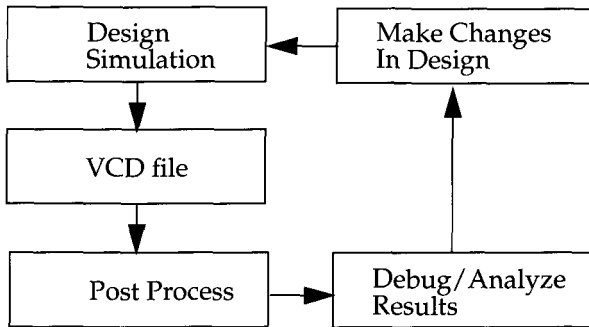 Design
Simulation
Make Changes
In Design
VCD file
Post Process
Debug/Analyze
Results